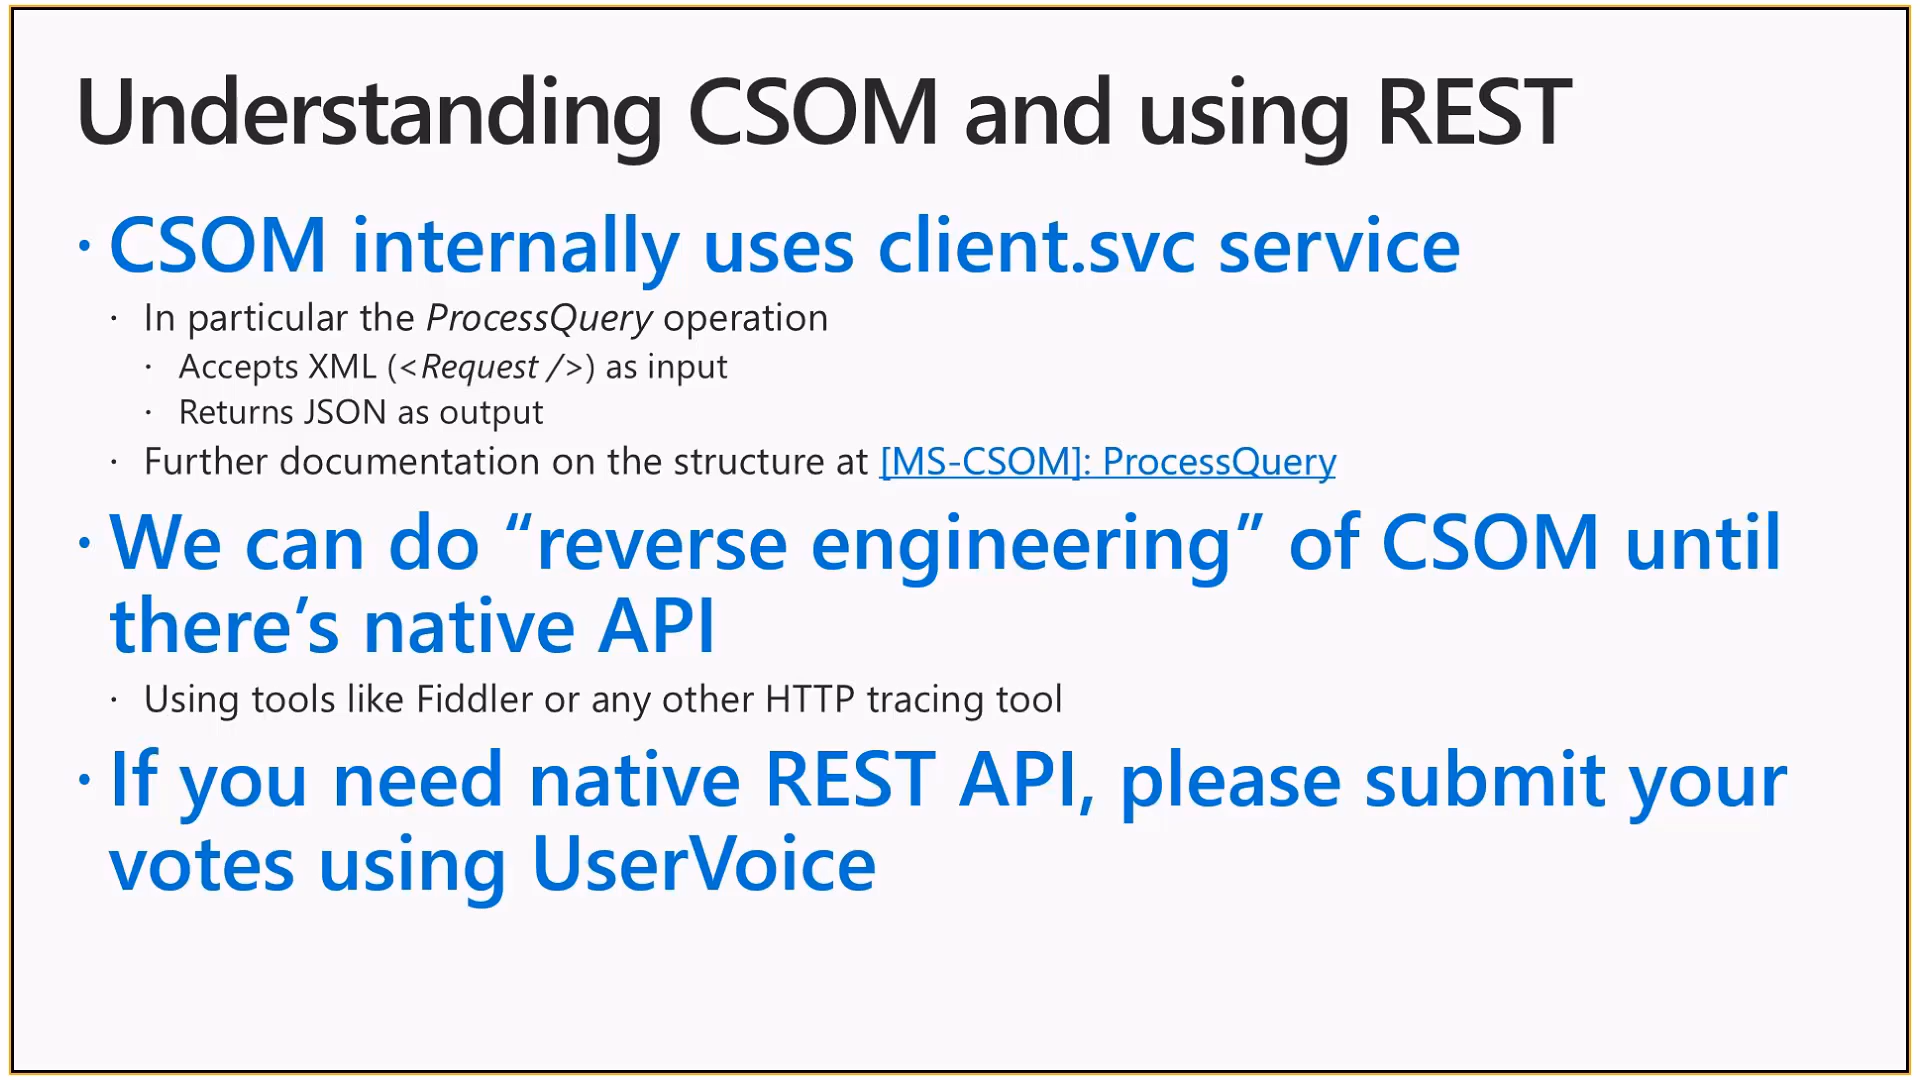 Understanding CSOM and using REST
· CSOM internally uses client.svc service
· In particular the ProcessQuery operation
· Accepts XML (<Request />) as input
· Returns JSON as output
· Further documentation on the structure at [MS-CSOM]: ProcessQuery
· We can do “reverse engineering” of CSOM until
there’s native API
· Using tools like Fiddler or any other HTTP tracing tool
· If you need native REST API, please submit your
votes using UserVoice